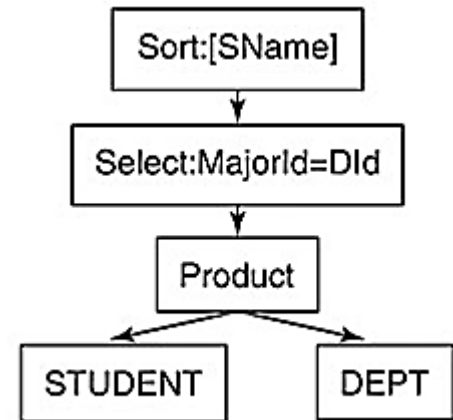 Sort:[SName]
Select:MajorId=DId
Product
STUDENT
DEPT